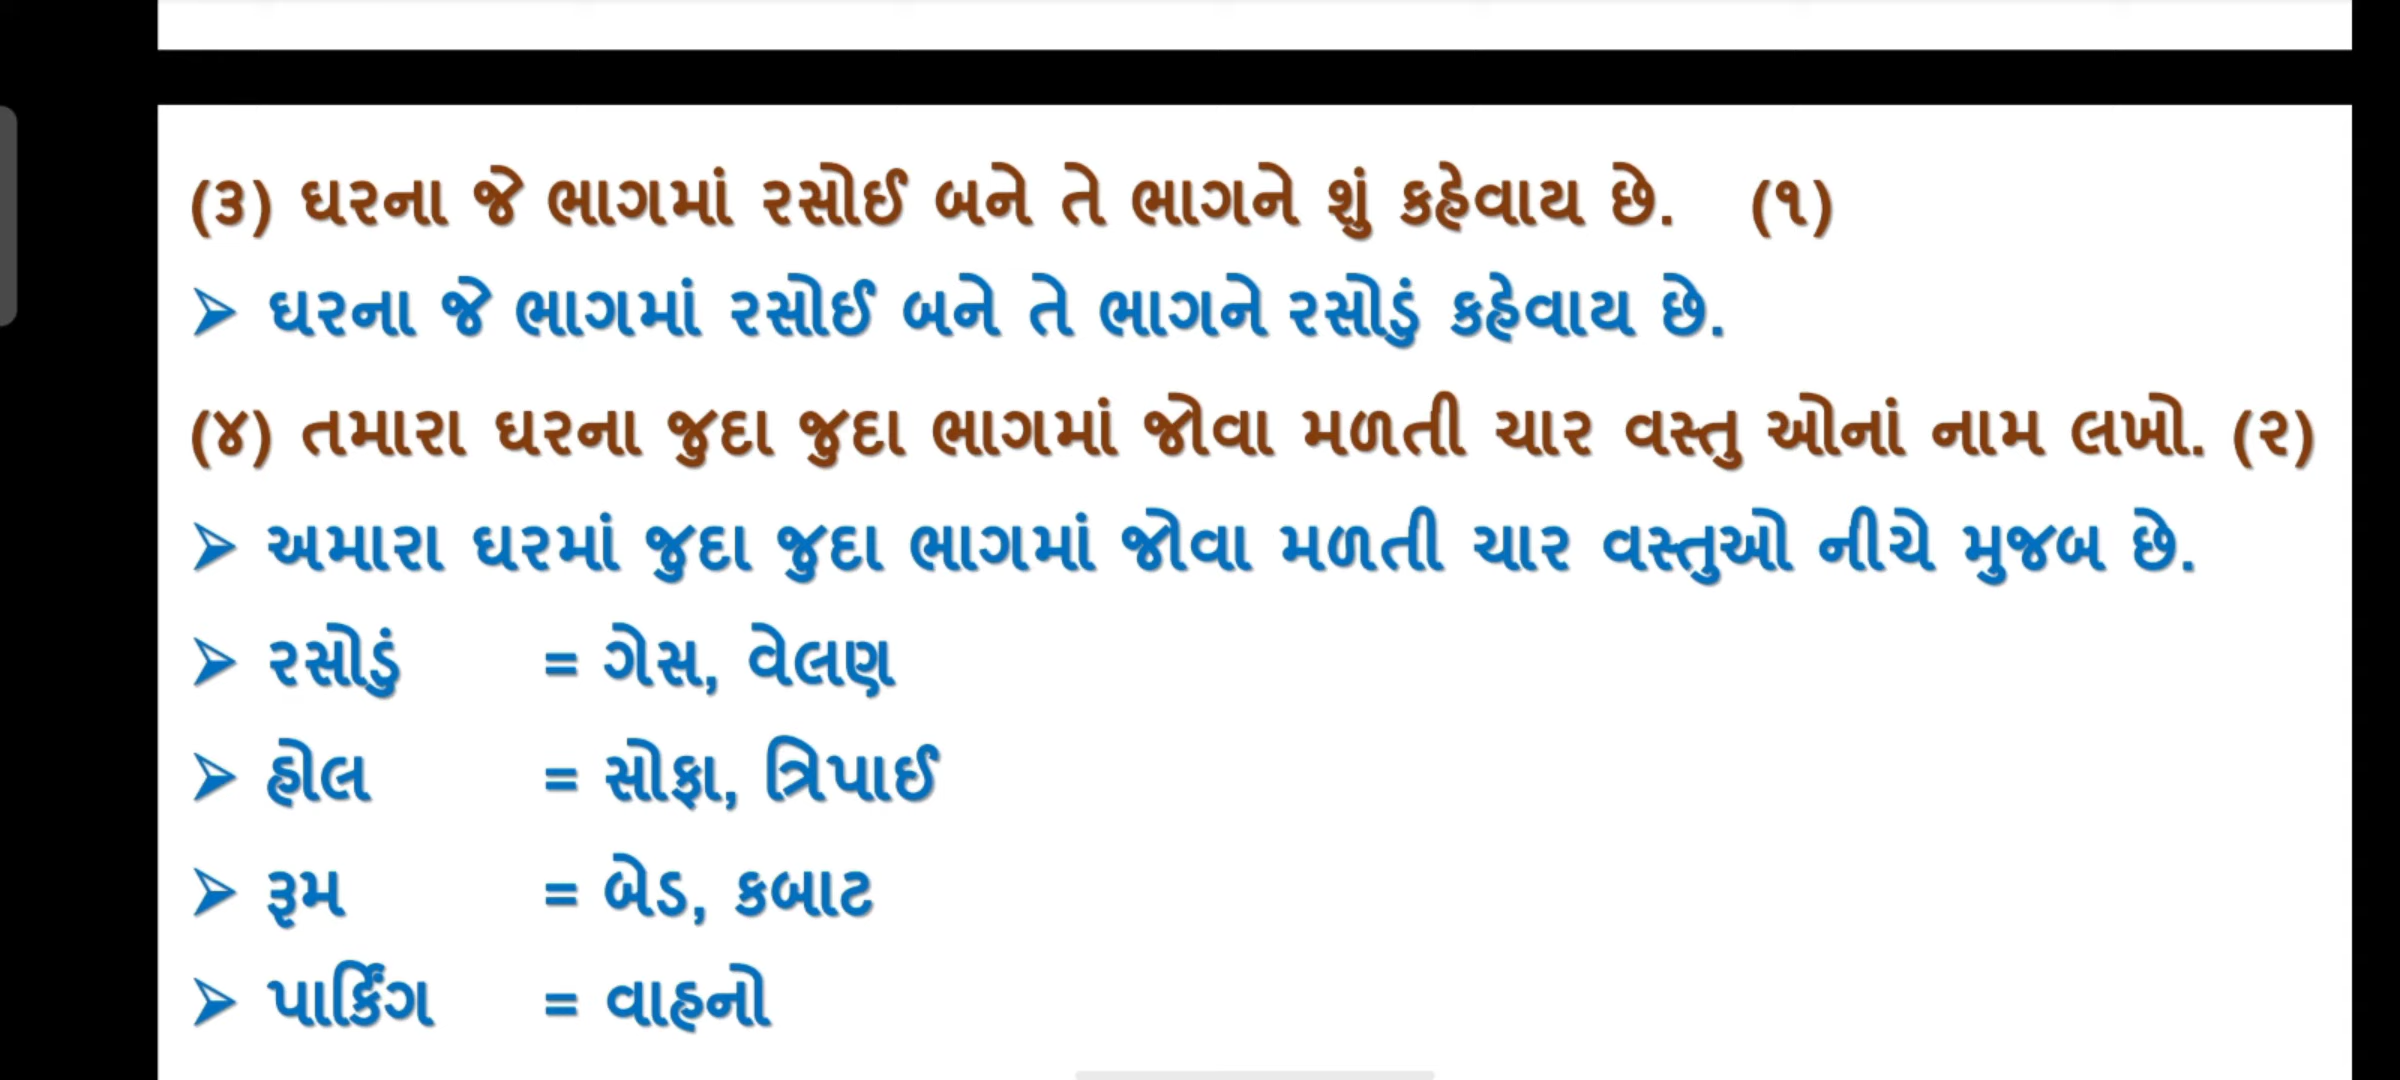 (૩) ઘરના જે ભાગમાં રસોઈ બને તે ભાગને શું કહેવાય છે. (૧)
➢ ઘરના જે ભાગમાં રસોઈ બને તે ભાગને રસોડું કહેવાય છે.
(૪) તમારા ઘરના જુદા જુદા ભાગમાં જોવા મળતી ચાર વસ્તુ ઓનાં નામ લખો. (૨)
➢ અમારા ઘરમાં જુદા જુદા ભાગમાં જોવા મળતી ચાર વસ્તુઓ નીચે મુજબ છે.
➢ રસોડું = ગેસ, વેલણ
➢ હોલ = સોફા, ત્રિપાઈ
➢ રૂમ = બેડ, કબાટ
➢ પાર્કિંગ = વાહનો